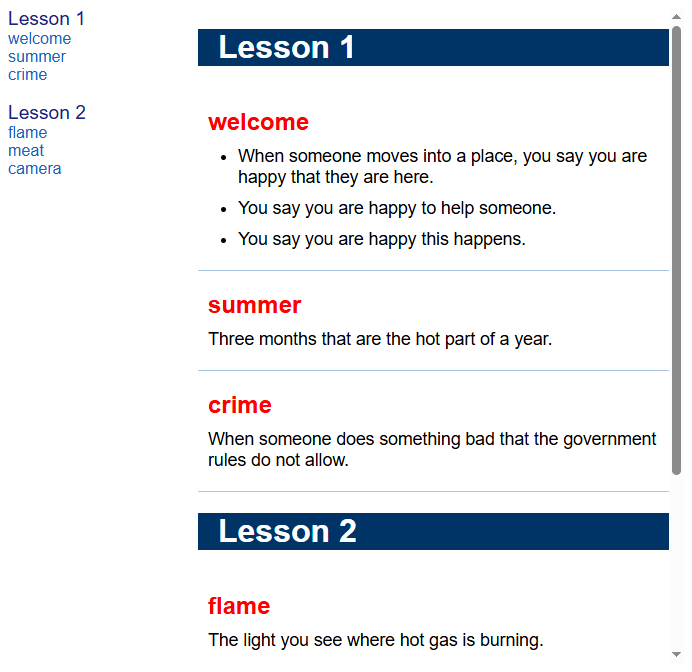 Lesson 1
welcome
summer
crime
Lesson 2
flame
meat
camera
Lesson 1
welcome
• When someone moves into a place, you say you are
happy that they are here.
• You say you are happy to help someone.
• You say you are happy this happens.
summer
Three months that are the hot part of a year.
crime
When someone does something bad that the government
rules do not allow.
Lesson 2
flame
The light you see where hot gas is burning.